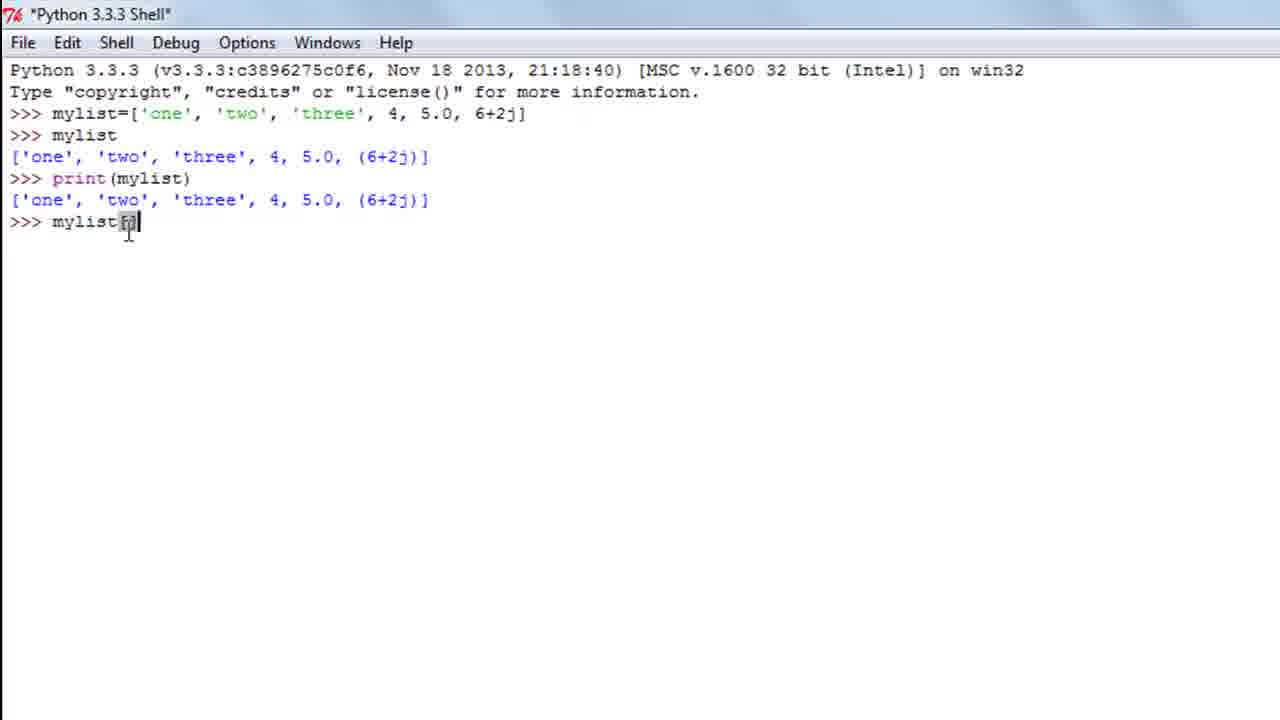 *Python 3.3.3 Shell*
File Edit Shell Debug Options Windows Help
Python 3.3.3 (v3.3.3:c3896275c0f6, Nov 18 2013, 21:18:40) [MSC v.1600 32 bit (Intel)] on win32
Type "copyright", "credits" or "license()" for more information.
>>> mylist=['one', 'two', 'three', 4, 5.0, 6+2j]
>>> mylist
['one', 'two', 'three', 4, 5.0, (6+2j)]
>>> print(mylist)
['one', 'two', 'three', 4, 5.0, (6+2j)]
>>> mylist